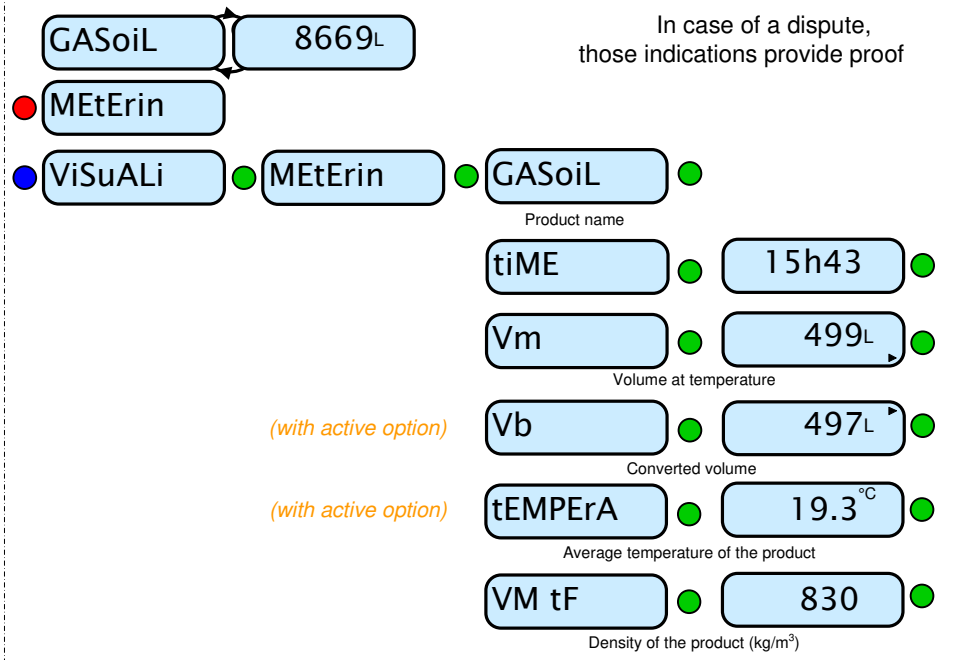 GASoiL 8669L
In case of a dispute,
those indications provide proof
MEtErin
ViSuALi MEtErin GASoiL
Product name
tiME 15h43
Vm 499L
Volume at temperature
(with active option) Vb 497L
Converted volume
(with active option) tEMPErA 19.3°C
Average temperature of the product
VM tF 830
Density of the product (kg/m³)